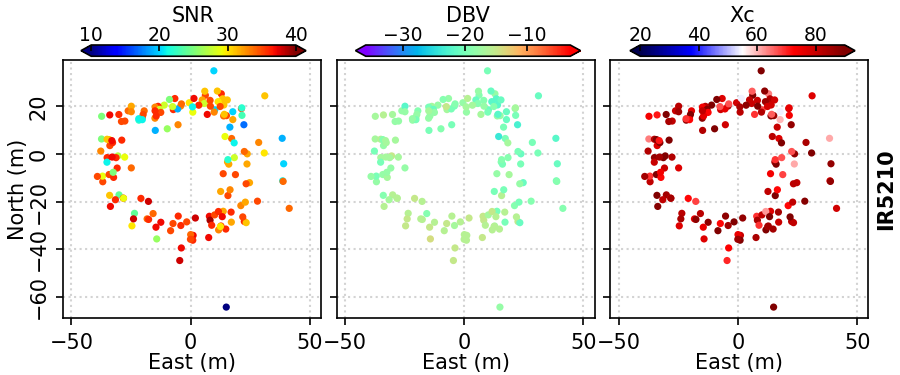 SNR DBV Xc
10 20 30 40 −30 −20 −10 20 40 60 80
20
0
−20
−40
−60
North (m)
IR5210
−50 0 50 −50 0 50 −50 0 50
East (m) East (m) East (m)